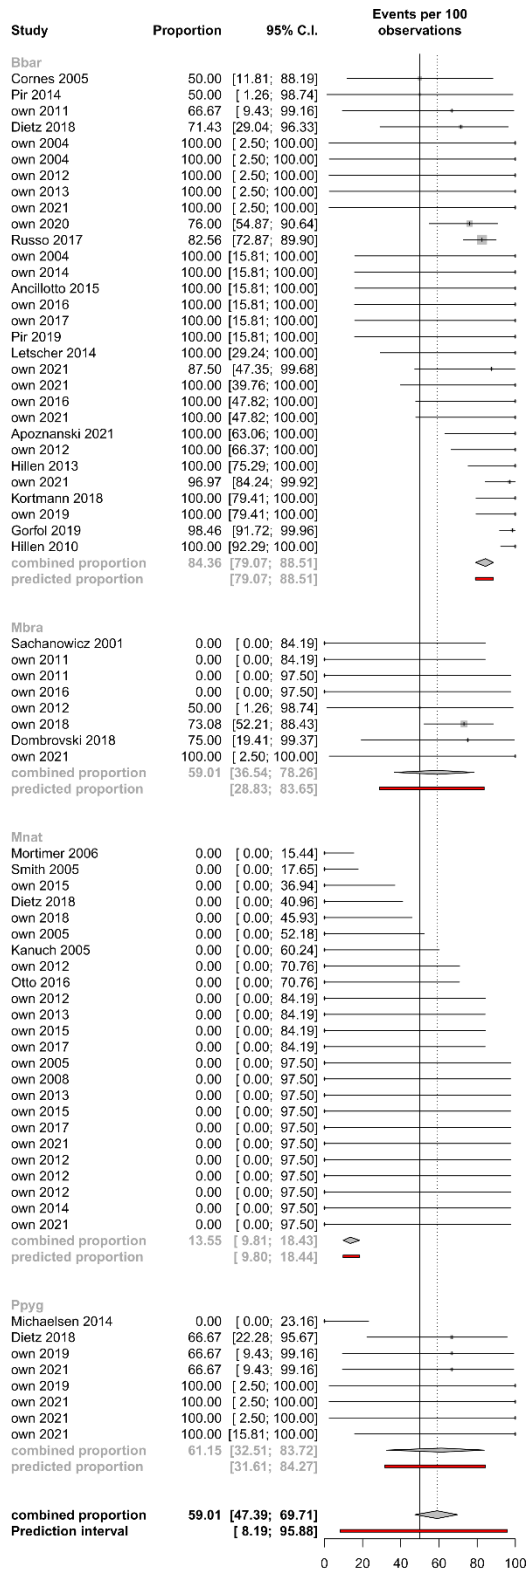 Events per 100
Study Proportion 95% C.I. observations
Bbar
Cornes 2005 50.00 [11.81; 88.19]
Pir 2014 50.00 [ 1.26; 98.74]
own 2011 66.67 [ 9.43; 99.16]
Dietz 2018 71.43 [29.04; 96.33]
own 2004 100.00 [ 2.50; 100.00]
own 2004 100.00 [ 2.50; 100.00]
own 2012 100.00 [ 2.50; 100.00]
own 2013 100.00 [ 2.50; 100.00]
own 2021 100.00 [ 2.50; 100.00]
own 2020 76.00 [54.87; 90.64]
Russo 2017 82.56 [72.87; 89.90]
own 2004 100.00 [15.81; 100.00]
own 2014 100.00 [15.81; 100.00]
Ancillotto 2015 100.00 [15.81; 100.00]
own 2016 100.00 [15.81; 100.00]
own 2017 100.00 [15.81; 100.00]
Pir 2019 100.00 [15.81; 100.00]
Letscher 2014 100.00 [29.24; 100.00]
own 2021 87.50 [47.35; 99.68]
own 2021 100.00 [39.76; 100.00]
own 2016 100.00 [47.82; 100.00]
own 2021 100.00 [47.82; 100.00]
Apoznanski 2021 100.00 [63.06; 100.00]
own 2012 100.00 [66.37; 100.00]
Hillen 2013 100.00 [75.29; 100.00]
own 2021 96.97 [84.24; 99.92]
Kortmann 2018 100.00 [79.41; 100.00]
own 2019 100.00 [79.41; 100.00]
Gorfol 2019 98.46 [91.72; 99.96]
Hillen 2010 100.00 [92.29; 100.00]
combined proportion 84.36 [79.07; 88.51]
predicted proportion [79.07; 88.51]
Mbra
Sachanowicz 2001 0.00 [ 0.00; 84.19]
own 2011 0.00 [ 0.00; 84.19]
own 2011 0.00 [ 0.00; 97.50]
own 2016 0.00 [ 0.00; 97.50]
own 2012 50.00 [ 1.26; 98.74]
own 2018 73.08 [52.21; 88.43]
Dombrovski 2018 75.00 [19.41; 99.37]
own 2021 100.00 [ 2.50; 100.00]
combined proportion 59.01 [36.54; 78.26]
predicted proportion [28.83; 83.65]
Mnat
Mortimer 2006 0.00 [ 0.00; 15.44]
Smith 2005 0.00 [ 0.00; 17.65]
own 2015 0.00 [ 0.00; 36.94]
Dietz 2018 0.00 [ 0.00; 40.96]
own 2018 0.00 [ 0.00; 45.93]
own 2005 0.00 [ 0.00; 52.18]
Kanuch 2005 0.00 [ 0.00; 60.24]
own 2012 0.00 [ 0.00; 70.76]
Otto 2016 0.00 [ 0.00; 70.76]
own 2012 0.00 [ 0.00; 84.19]
own 2013 0.00 [ 0.00; 84.19]
own 2015 0.00 [ 0.00; 84.19]
own 2017 0.00 [ 0.00; 84.19]
own 2005 0.00 [ 0.00; 97.50]
own 2008 0.00 [ 0.00; 97.50]
own 2013 0.00 [ 0.00; 97.50]
own 2015 0.00 [ 0.00; 97.50]
own 2017 0.00 [ 0.00; 97.50]
own 2021 0.00 [ 0.00; 97.50]
own 2012 0.00 [ 0.00; 97.50]
own 2012 0.00 [ 0.00; 97.50]
own 2012 0.00 [ 0.00; 97.50]
own 2014 0.00 [ 0.00; 97.50]
own 2021 0.00 [ 0.00; 97.50]
combined proportion 13.55 [ 9.81; 18.43]
predicted proportion [ 9.80; 18.44]
Ppyg
Michaelsen 2014 0.00 [ 0.00; 23.16]
Dietz 2018 66.67 [22.28; 95.67]
own 2019 66.67 [ 9.43; 99.16]
own 2021 66.67 [ 9.43; 99.16]
own 2019 100.00 [ 2.50; 100.00]
own 2021 100.00 [ 2.50; 100.00]
own 2021 100.00 [ 2.50; 100.00]
own 2021 100.00 [15.81; 100.00]
combined proportion 61.15 [32.51; 83.72]
predicted proportion [31.61; 84.27]
combined proportion 59.01 [47.39; 69.71]
Prediction interval [ 8.19; 95.88]
0 20 40 60 80 100